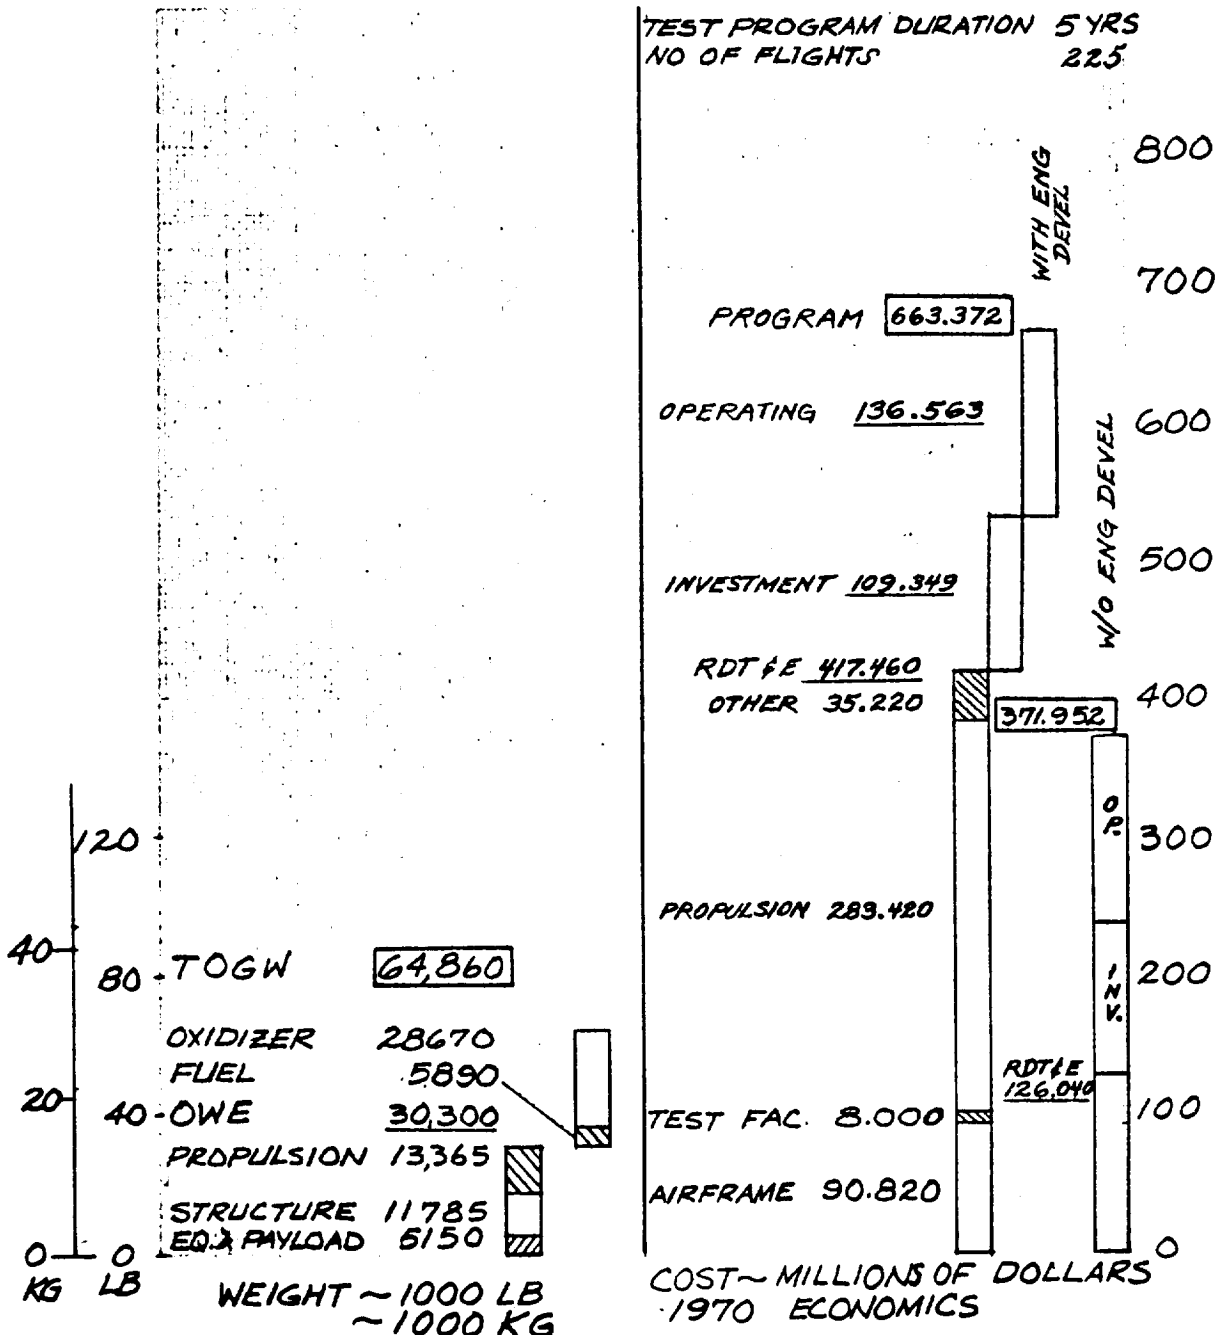 TEST PROGRAM DURATION 5 YRS
NO OF FLIGHTS 225
800
WITH ENG
DEVEL
700
PROGRAM 663.372
OPERATING 136.563
600
W/O ENG DEVEL
500
INVESTMENT 109.349
RDT & E 417.460
OTHER 35.220
400
371.952
OP.
300
120
PROPULSION 283.420
40
80
TOGW 64,860
200
INV.
OXIDIZER 28670
FUEL 5890
RDT & E
126,040
20
40
OWE 30,300
TEST FAC. 8.000
100
PROPULSION 13,365
AIRFRAME 90.820
STRUCTURE 11785
EQ. & PAYLOAD 5150
0 0
0
KG LB
WEIGHT ~ 1000 LB
~ 1000 KG
COST ~ MILLIONS OF DOLLARS
1970 ECONOMICS